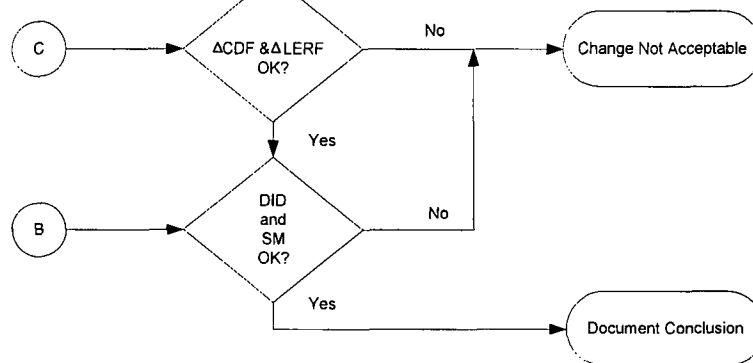 C
ΔCDF &ΔLERF
OK?
No
Change Not Acceptable
Yes
B
DID
and
SM
OK?
No
Yes
Document Conclusion